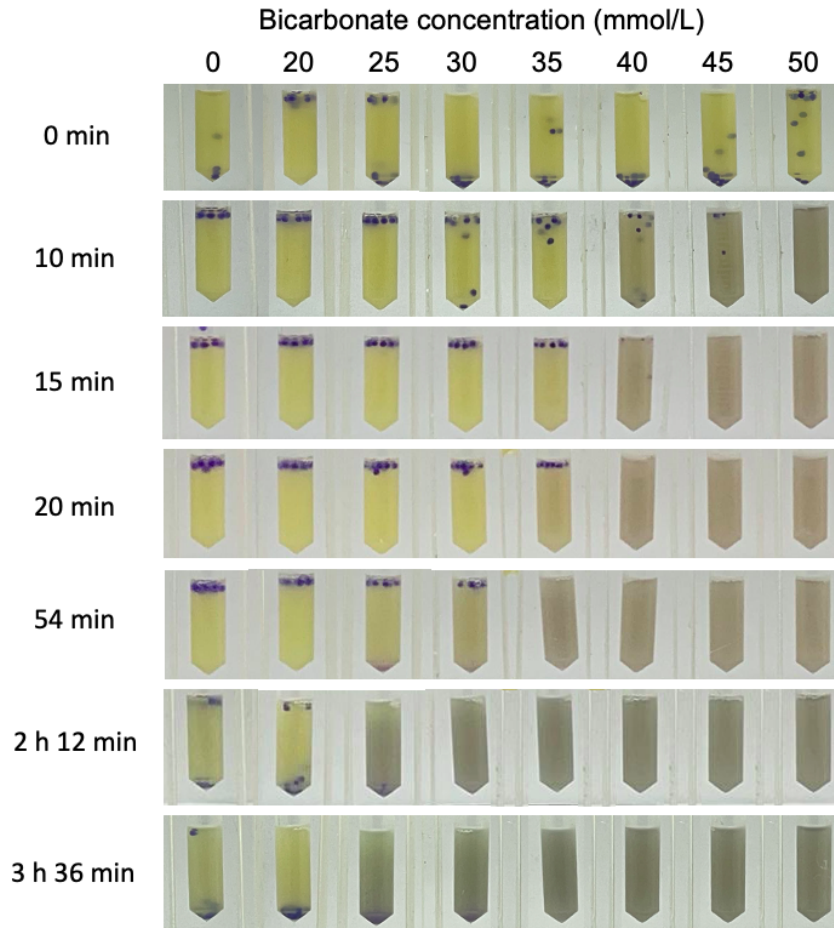 Bicarbonate concentration (mmol/L)
0 20 25 30 35 40 45 50
0 min
10 min
15 min
20 min
54 min
2 h 12 min
3 h 36 min